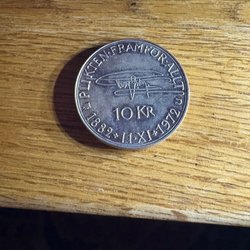 PLIKTEN·FRAMFÖR·ALLT
10 KR
1882 * 11·XI * 1972